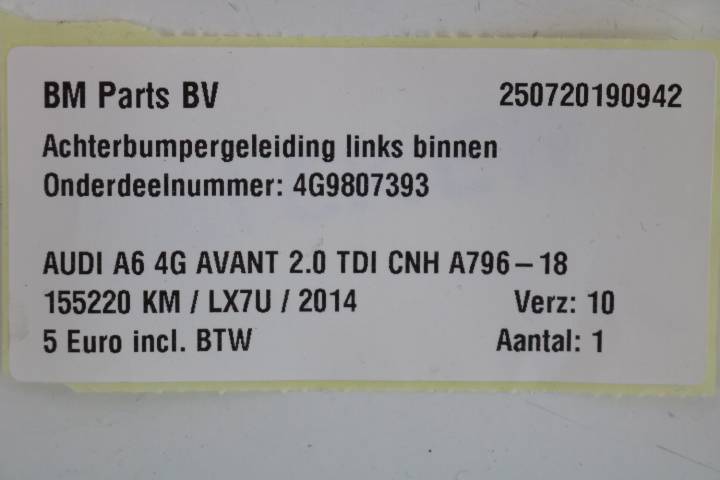 BM Parts BV 250720190942
Achterbumpergeleiding links binnen
Onderdeelnummer: 4G9807393
AUDI A6 4G AVANT 2.0 TDI CNH A796-18
155220 KM / LX7U / 2014 Verz: 10
5 Euro incl. BTW Aantal: 1